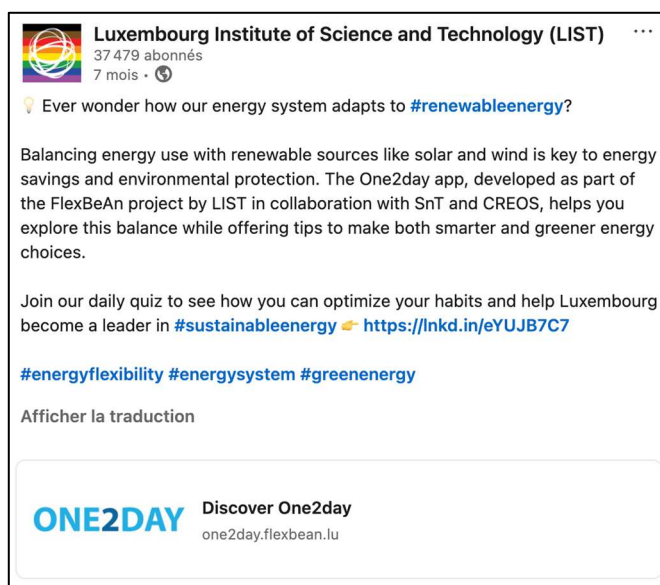 Luxembourg Institute of Science and Technology (LIST) ...
37 479 abonnés
7 mois •
Ever wonder how our energy system adapts to #renewableenergy?
Balancing energy use with renewable sources like solar and wind is key to energy
savings and environmental protection. The One2day app, developed as part of
the FlexBeAn project by LIST in collaboration with SnT and CREOS, helps you
explore this balance while offering tips to make both smarter and greener energy
choices.
Join our daily quiz to see how you can optimize your habits and help Luxembourg
become a leader in #sustainableenergy 👉 https://lnkd.in/eYUJB7C7
#energyflexibility #energysystem #greenenergy
Afficher la traduction
ONE2DAY
Discover One2day
one2day.flexbean.lu